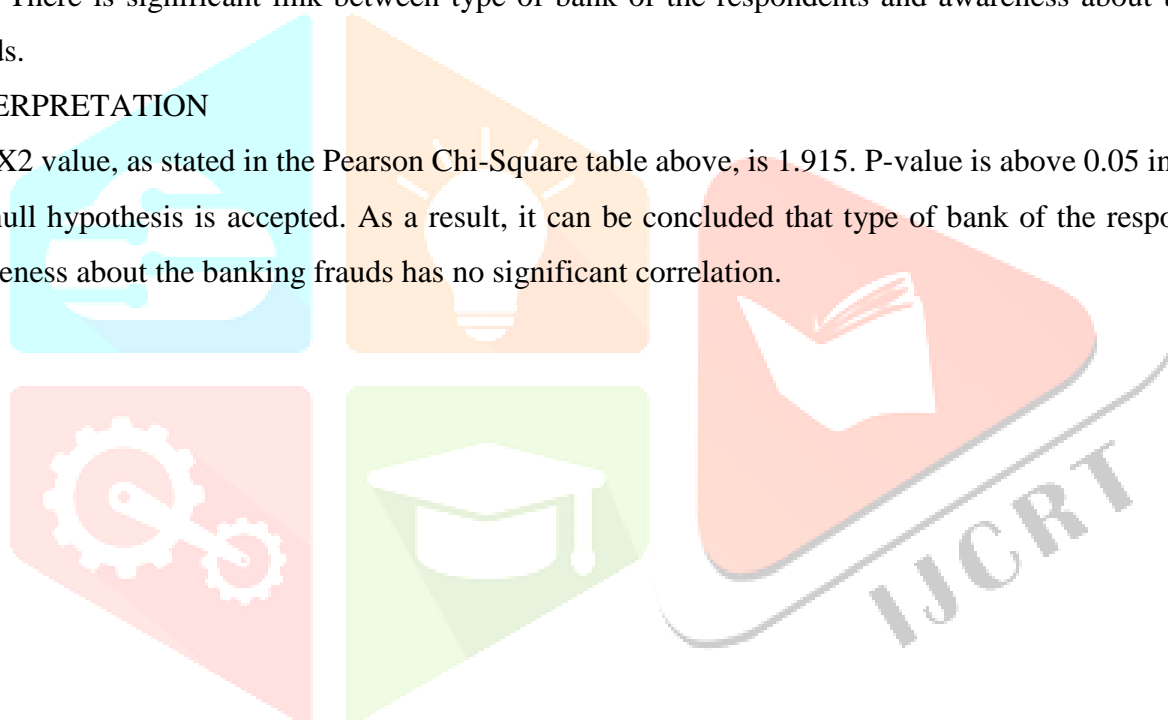 There is significant link between type of bank of the respondents and awareness about t
ds.
ERPRETATION
X2 value, as stated in the Pearson Chi-Square table above, is 1.915. P-value is above 0.05 in
null hypothesis is accepted. As a result, it can be concluded that type of bank of the respo
eness about the banking frauds has no significant correlation.
IJCRT